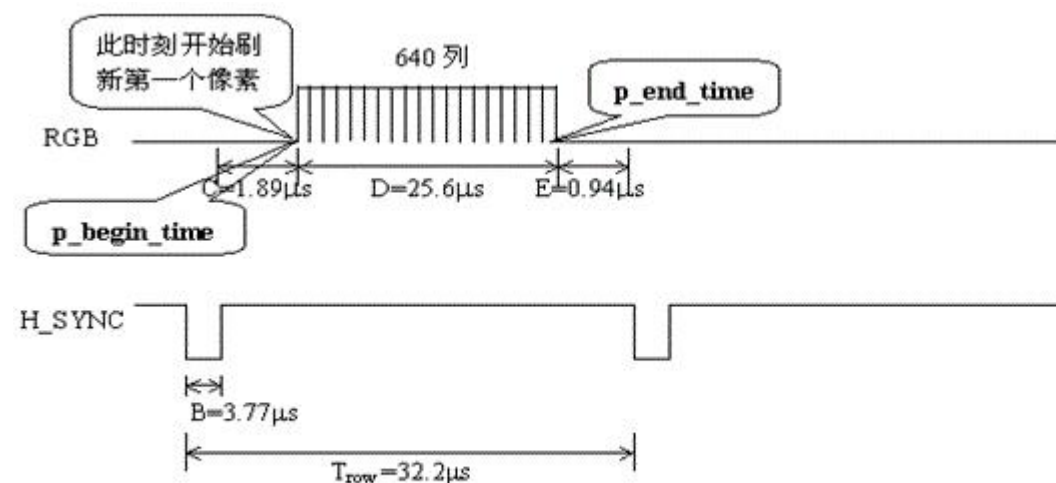 此时刻开始刷
新第一个像素
640 列
p_end_time
RGB
C=1.89μs
D=25.6μs
E=0.94μs
p_begin_time
H_SYNC
B=3.77μs
Trow=32.2μs